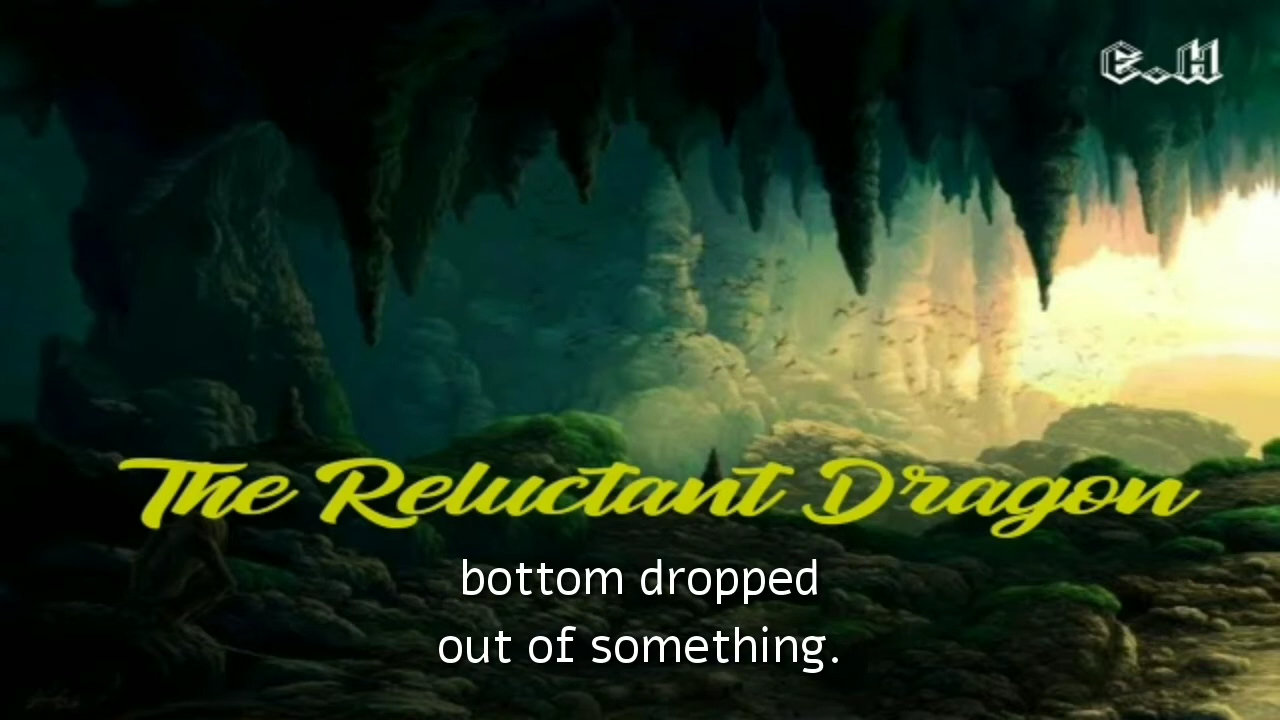 C.H
The Reluctant Dragon
bottom dropped
out of something.